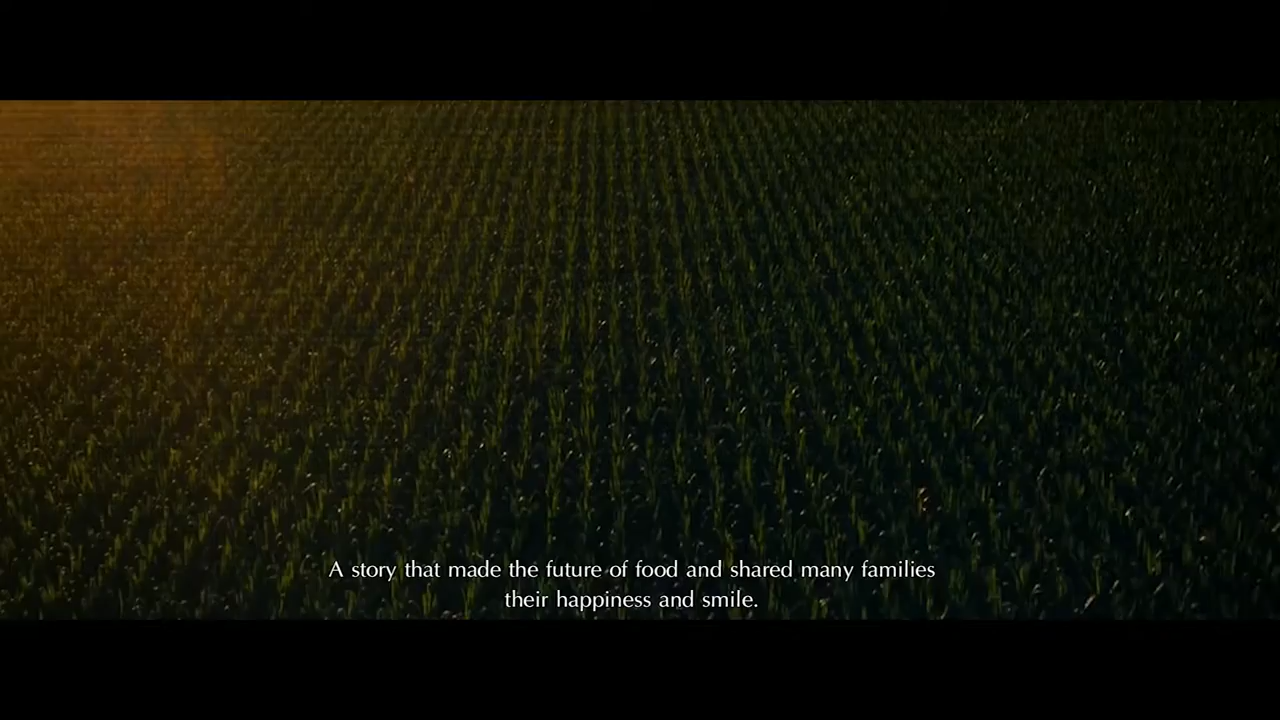 A story that made the future of food and shared many families
their happiness and smile.